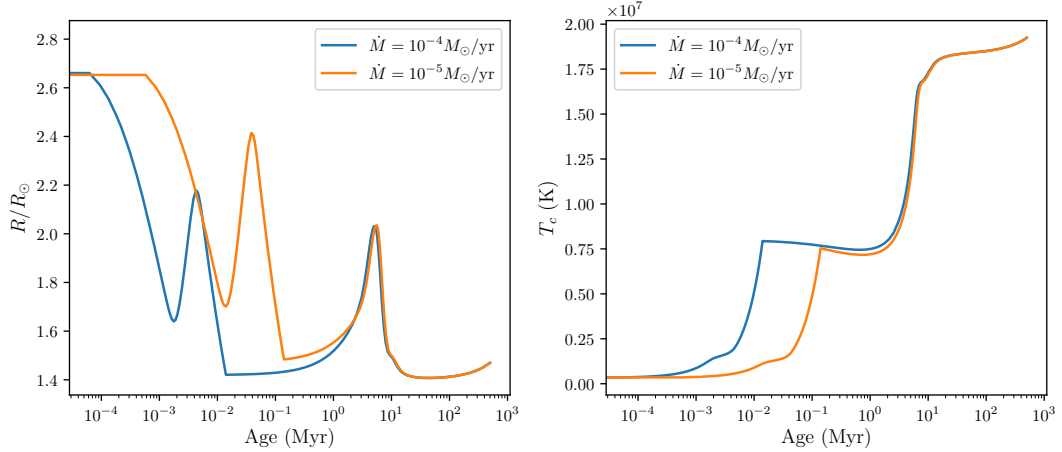 2.8
2.6
2.4
2.2
2.0
1.8
1.6
1.4
R/R⊙
10⁻⁴ 10⁻³ 10⁻² 10⁻¹ 10⁰ 10¹ 10² 10³
Age (Myr)
Ṁ = 10⁻⁴M⊙/yr
Ṁ = 10⁻⁵M⊙/yr
×10⁷
2.00
1.75
1.50
1.25
1.00
0.75
0.50
0.25
0.00
T_c (K)
10⁻⁴ 10⁻³ 10⁻² 10⁻¹ 10⁰ 10¹ 10² 10³
Age (Myr)
Ṁ = 10⁻⁴M⊙/yr
Ṁ = 10⁻⁵M⊙/yr